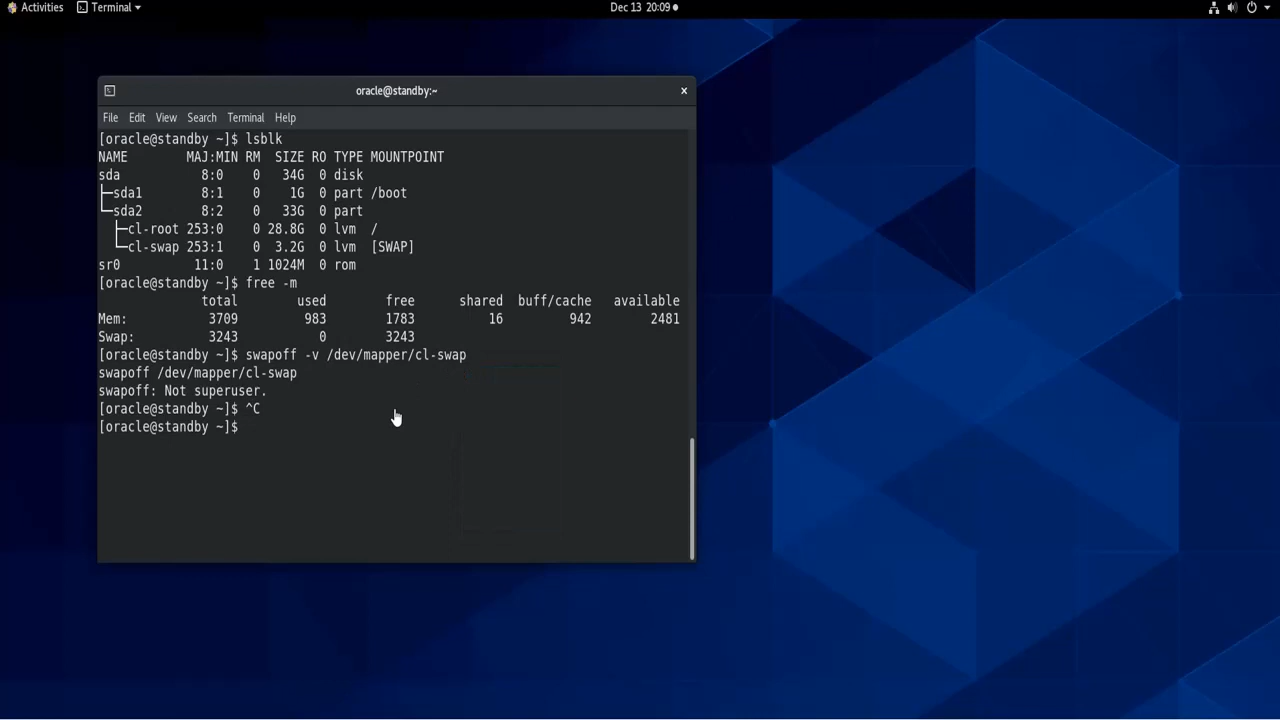 Activities Terminal Dec 13 20:09
oracle@standby:~ x
File Edit View Search Terminal Help
[oracle@standby ~]$ lsblk
NAME MAJ:MIN RM SIZE RO TYPE MOUNTPOINT
sda 8:0 0 34G 0 disk
├─sda1 8:1 0 1G 0 part /boot
└─sda2 8:2 0 33G 0 part
├─cl-root 253:0 0 28.8G 0 lvm /
└─cl-swap 253:1 0 3.2G 0 lvm [SWAP]
sr0 11:0 1 1024M 0 rom
[oracle@standby ~]$ free -m
total used free shared buff/cache available
Mem: 3709 983 1783 16 942 2481
Swap: 3243 0 3243
[oracle@standby ~]$ swapoff -v /dev/mapper/cl-swap
swapoff /dev/mapper/cl-swap
swapoff: Not superuser.
[oracle@standby ~]$ ^C
[oracle@standby ~]$